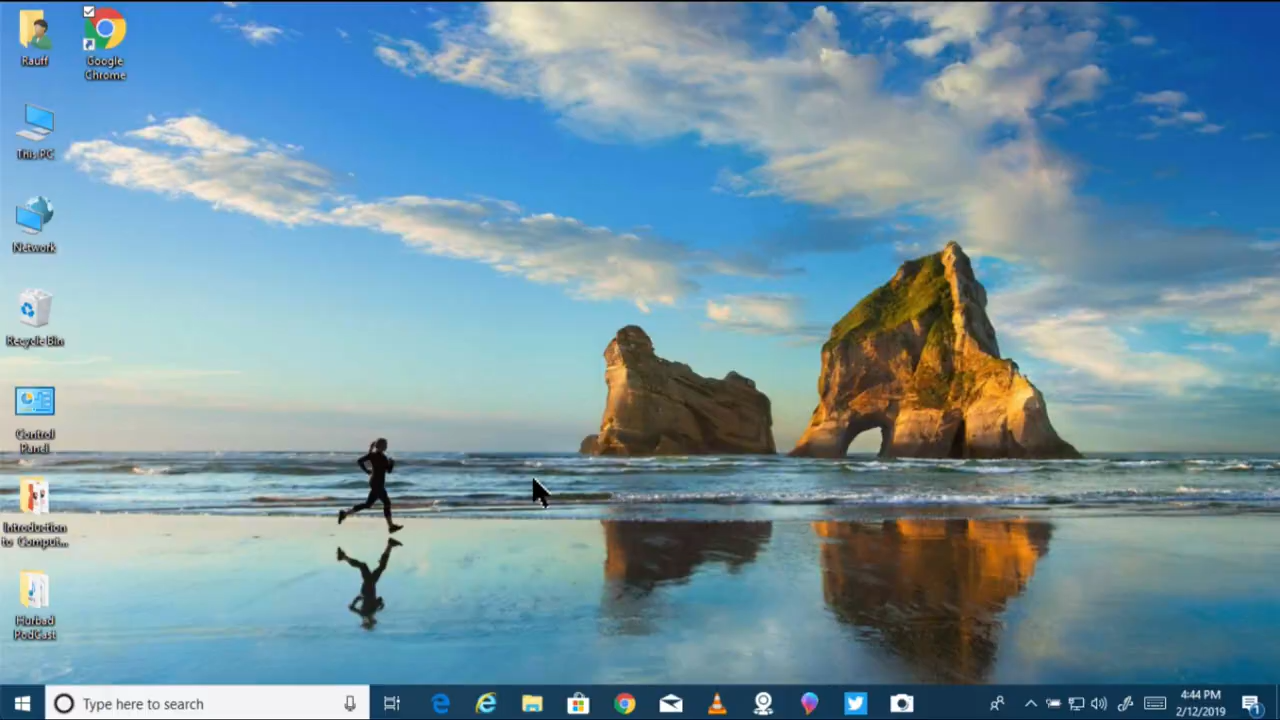 Rauff
Google
Chrome
This PC
Network
Recycle Bin
Control
Panel
Introduction
to Comput...
Hurbad
PodCast
Type here to search
4:44 PM
2/12/2019
1